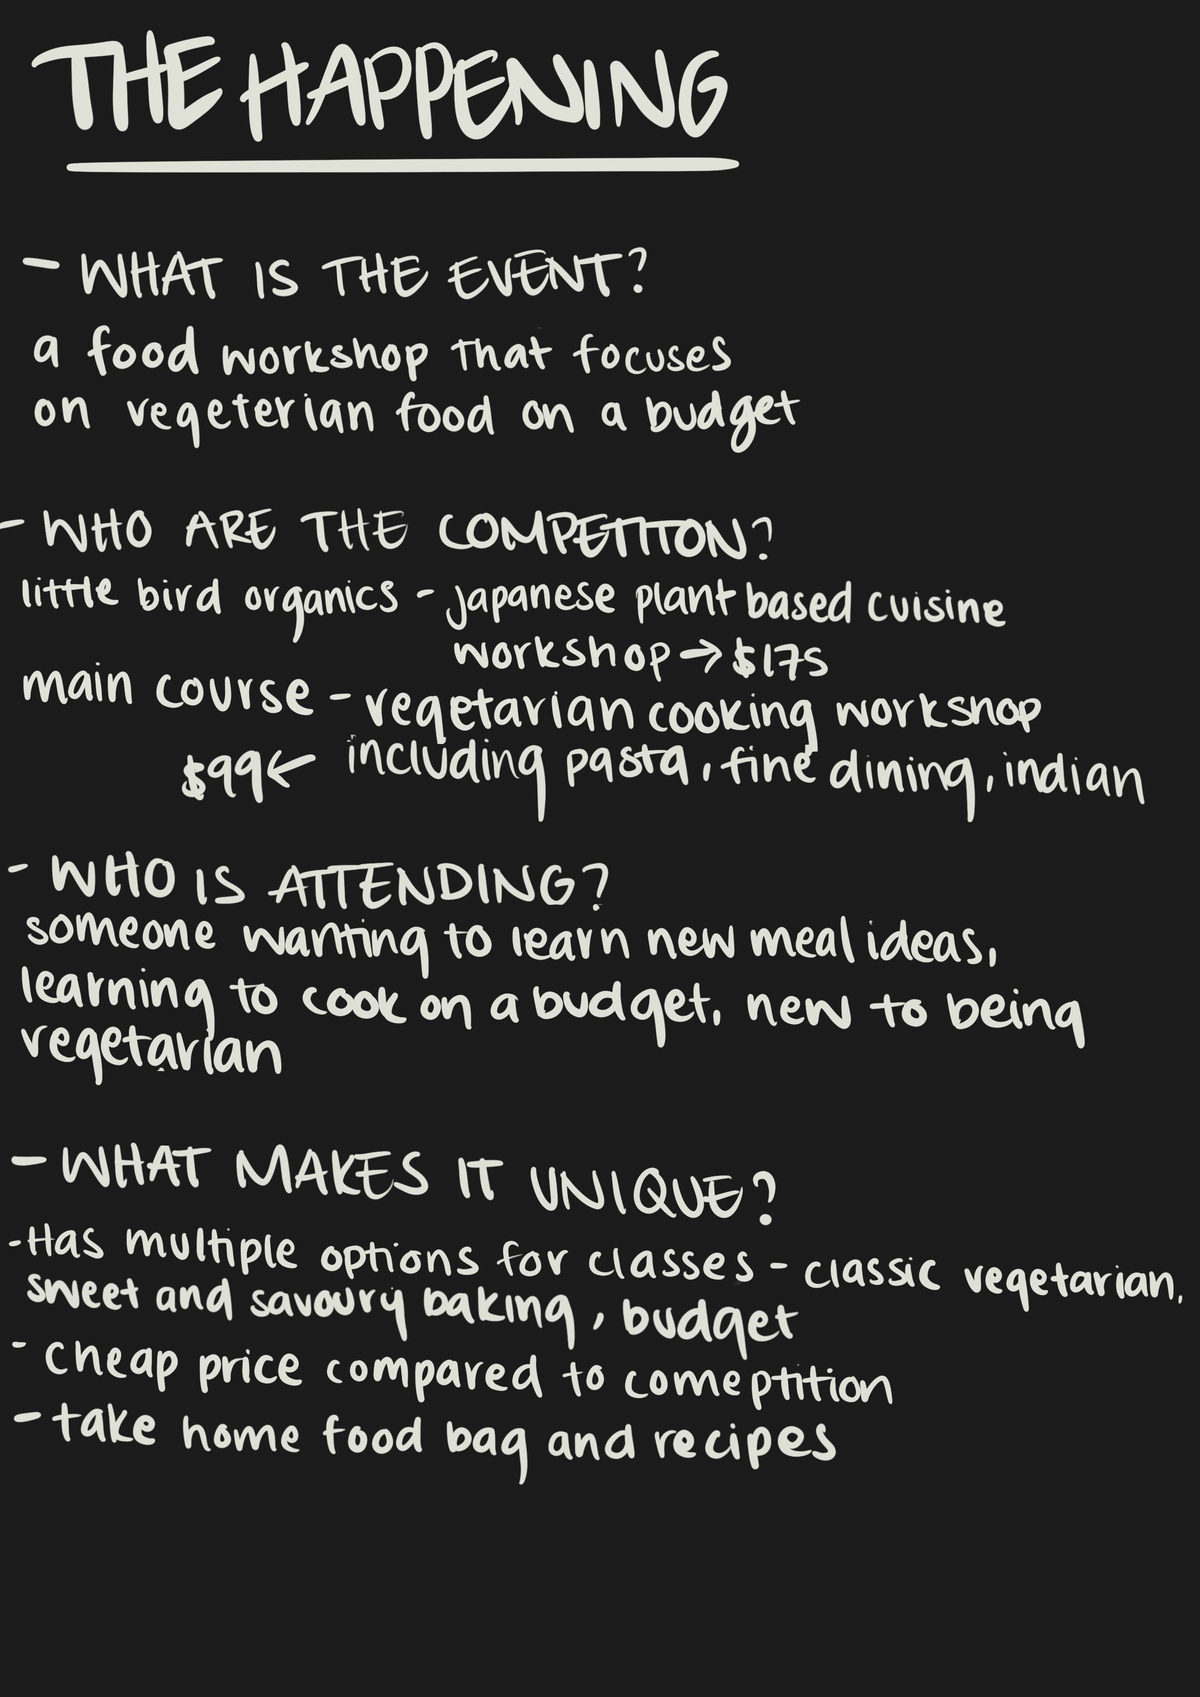 THE HAPPENING
- WHAT IS THE EVENT?
a food workshop that focuses
on vegeterian food on a budget
- WHO ARE THE COMPETITON?
little bird organics - japanese plant based cuisine
workshop → $175
main course - vegetarian cooking workshop
$99 ← including pasta, fine dining, indian
- WHO IS ATTENDING?
someone wanting to learn new meal ideas,
learning to cook on a budget, new to being
vegetarian
- WHAT MAKES IT UNIQUE?
- Has multiple options for classes - classic vegetarian,
sweet and savoury baking, budget
- cheap price compared to comeptition
- take home food bag and recipes